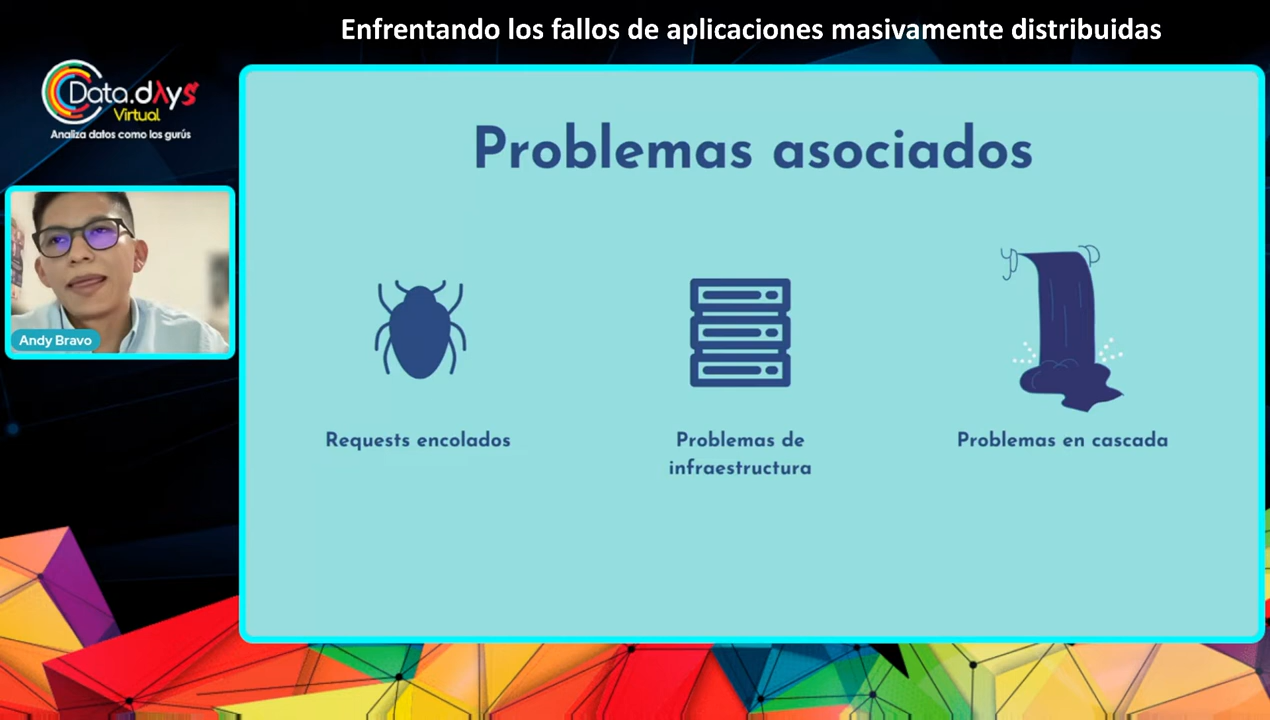 Enfrentando los fallos de aplicaciones masivamente distribuidas
Data.dAys
Virtual
Analiza datos como los gurús
Andy Bravo
Problemas asociados
Requests encolados
Problemas de
infraestructura
Problemas en cascada